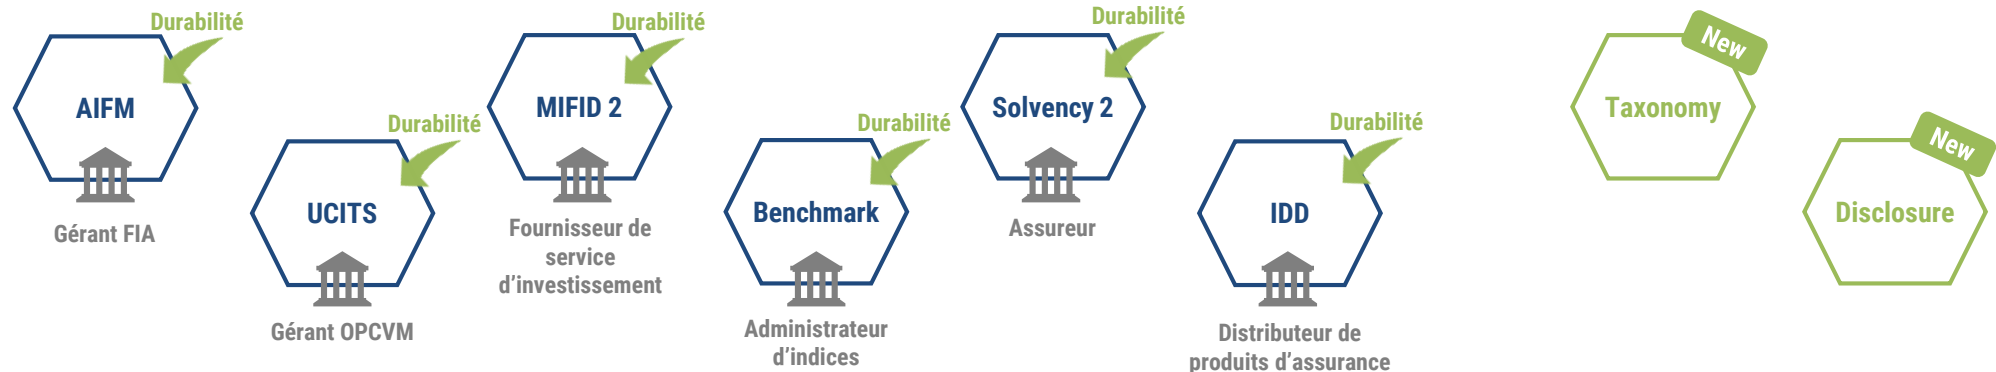 Durabilité
AIFM
Gérant FIA
Durabilité
UCITS
Gérant OPCVM
Durabilité
MIFID 2
Fournisseur de
service
d'investissement
Durabilité
Benchmark
Administrateur
d'indices
Durabilité
Solvency 2
Assureur
Durabilité
IDD
Distributeur de
produits d'assurance
New
Taxonomy
New
Disclosure